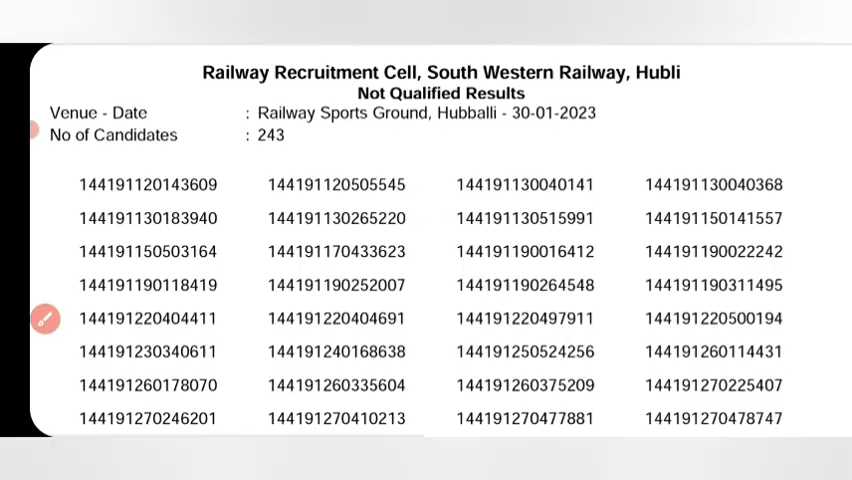 Railway Recruitment Cell, South Western Railway, Hubli
Not Qualified Results
Venue - Date : Railway Sports Ground, Hubballi - 30-01-2023
No of Candidates : 243
144191120143609 144191120505545 144191130040141 144191130040368
144191130183940 144191130265220 144191130515991 144191150141557
144191150503164 144191170433623 144191190016412 144191190022242
144191190118419 144191190252007 144191190264548 144191190311495
144191220404411 144191220404691 144191220497911 144191220500194
144191230340611 144191240168638 144191250524256 144191260114431
144191260178070 144191260335604 144191260375209 144191270225407
144191270246201 144191270410213 144191270477881 144191270478747